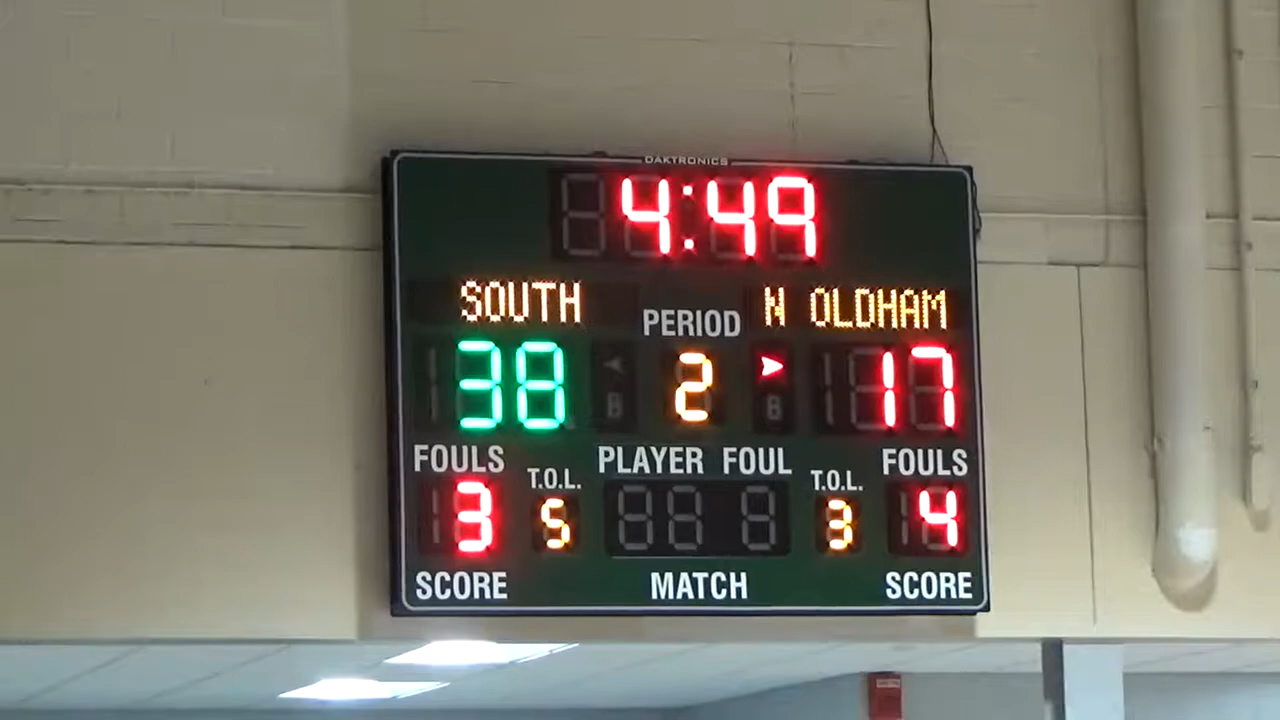 DAKTRONICS
4:49
SOUTH
N OLDHAM
PERIOD
38
2
17
B
B
FOULS
PLAYER FOUL
FOULS
T.O.L.
T.O.L.
3
5
3
4
SCORE
MATCH
SCORE